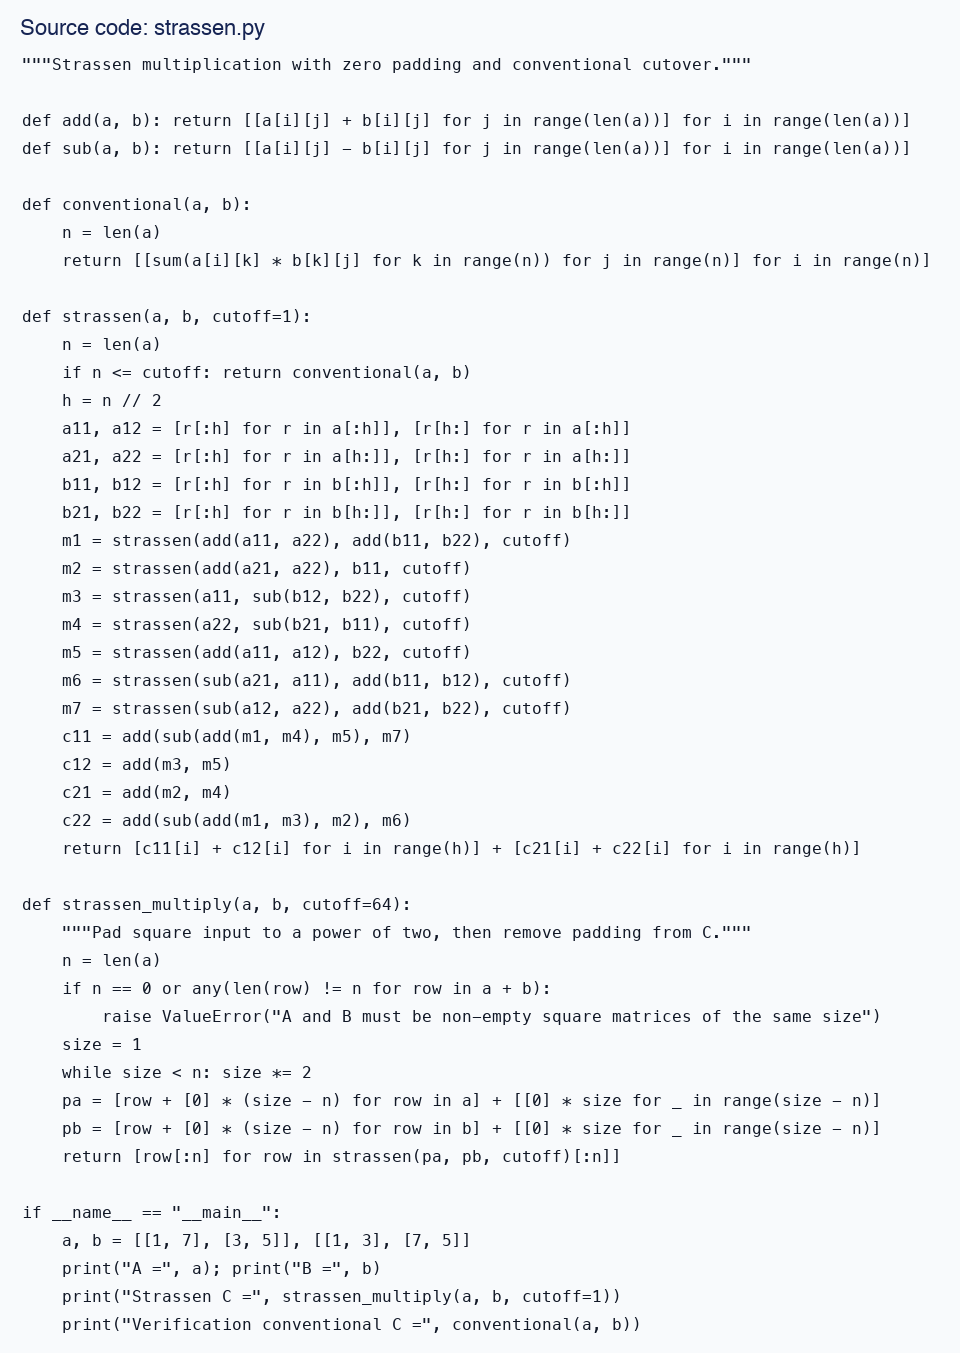 Source code: strassen.py
"""Strassen multiplication with zero padding and conventional cutover."""

def add(a, b): return [[a[i][j] + b[i][j] for j in range(len(a))] for i in range(len(a))]
def sub(a, b): return [[a[i][j] − b[i][j] for j in range(len(a))] for i in range(len(a))]

def conventional(a, b):
    n = len(a)
    return [[sum(a[i][k] * b[k][j] for k in range(n)) for j in range(n)] for i in range(n)]

def strassen(a, b, cutoff=1):
    n = len(a)
    if n <= cutoff: return conventional(a, b)
    h = n // 2
    a11, a12 = [r[:h] for r in a[:h]], [r[h:] for r in a[:h]]
    a21, a22 = [r[:h] for r in a[h:]], [r[h:] for r in a[h:]]
    b11, b12 = [r[:h] for r in b[:h]], [r[h:] for r in b[:h]]
    b21, b22 = [r[:h] for r in b[h:]], [r[h:] for r in b[h:]]
    m1 = strassen(add(a11, a22), add(b11, b22), cutoff)
    m2 = strassen(add(a21, a22), b11, cutoff)
    m3 = strassen(a11, sub(b12, b22), cutoff)
    m4 = strassen(a22, sub(b21, b11), cutoff)
    m5 = strassen(add(a11, a12), b22, cutoff)
    m6 = strassen(sub(a21, a11), add(b11, b12), cutoff)
    m7 = strassen(sub(a12, a22), add(b21, b22), cutoff)
    c11 = add(sub(add(m1, m4), m5), m7)
    c12 = add(m3, m5)
    c21 = add(m2, m4)
    c22 = add(sub(add(m1, m3), m2), m6)
    return [c11[i] + c12[i] for i in range(h)] + [c21[i] + c22[i] for i in range(h)]

def strassen_multiply(a, b, cutoff=64):
    """Pad square input to a power of two, then remove padding from C."""
    n = len(a)
    if n == 0 or any(len(row) != n for row in a + b):
        raise ValueError("A and B must be non−empty square matrices of the same size")
    size = 1
    while size < n: size *= 2
    pa = [row + [0] * (size − n) for row in a] + [[0] * size for _ in range(size − n)]
    pb = [row + [0] * (size − n) for row in b] + [[0] * size for _ in range(size − n)]
    return [row[:n] for row in strassen(pa, pb, cutoff)[:n]]

if __name__ == "__main__":
    a, b = [[1, 7], [3, 5]], [[1, 3], [7, 5]]
    print("A =", a); print("B =", b)
    print("Strassen C =", strassen_multiply(a, b, cutoff=1))
    print("Verification conventional C =", conventional(a, b))